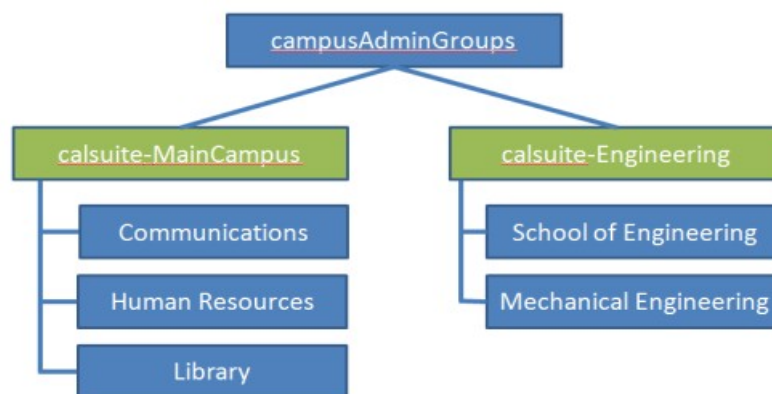 campusAdminGroups
calsuite-MainCampus
calsuite-Engineering
Communications
School of Engineering
Human Resources
Mechanical Engineering
Library